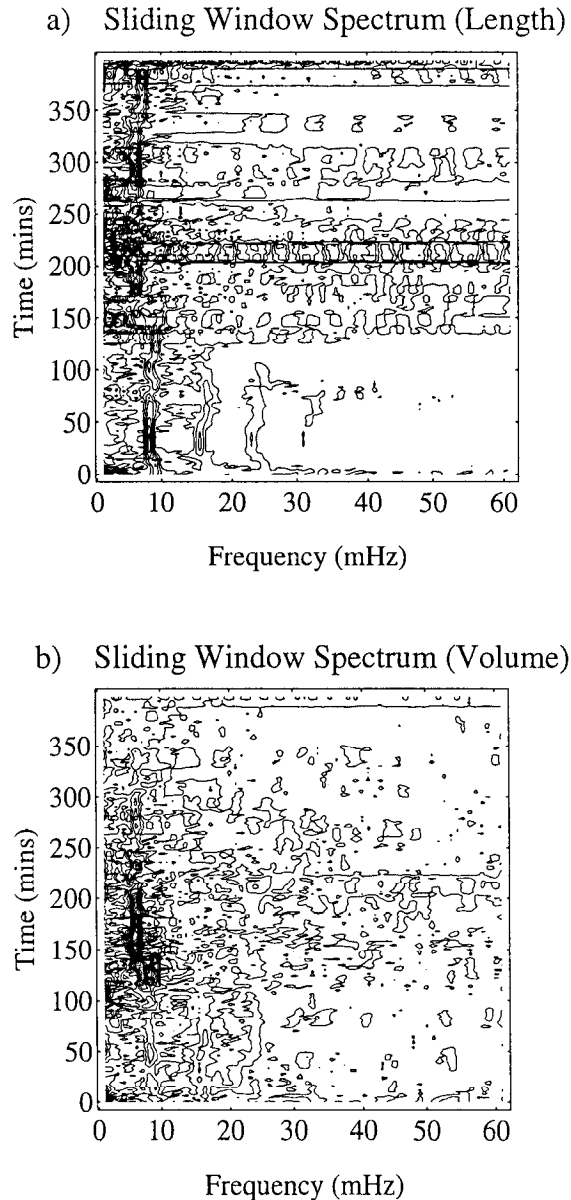 a) Sliding Window Spectrum (Length)
Time (mins)
350
300
250
200
150
100
50
0
0 10 20 30 40 50 60
Frequency (mHz)
b) Sliding Window Spectrum (Volume)
Time (mins)
350
300
250
200
150
100
50
0
0 10 20 30 40 50 60
Frequency (mHz)